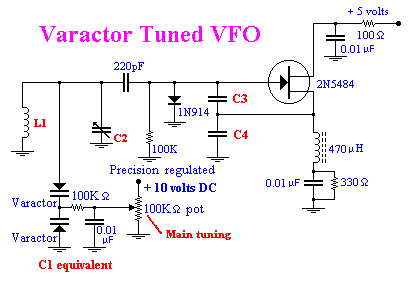 Varactor Tuned VFO
+ 5 volts
100 Ω
0.01 µF
220pF
2N5484
1N914
C3
L1
C2
C4
100K
470 µH
Precision regulated
+ 10 volts DC
100K Ω
Varactor
100K Ω pot
0.01 µF
330Ω
0.01
µF
Main tuning
Varactor
C1 equivalent